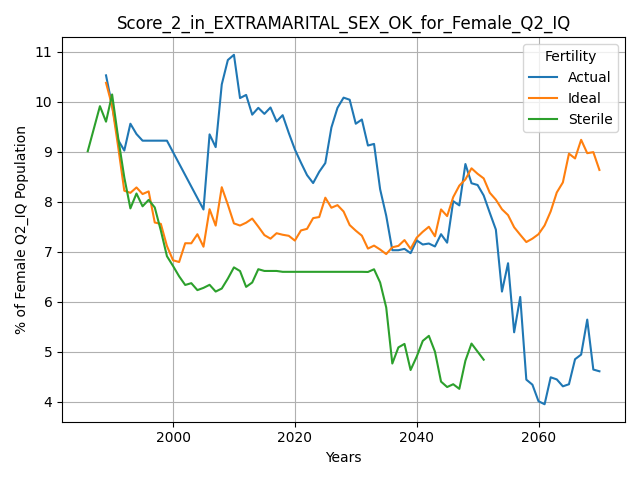 Score_2_in_EXTRAMARITAL_SEX_OK_for_Female_Q2_IQ
Fertility
Actual
Ideal
Sterile
% of Female Q2_IQ Population
11
10
9
8
7
6
5
4
2000 2020 2040 2060
Years